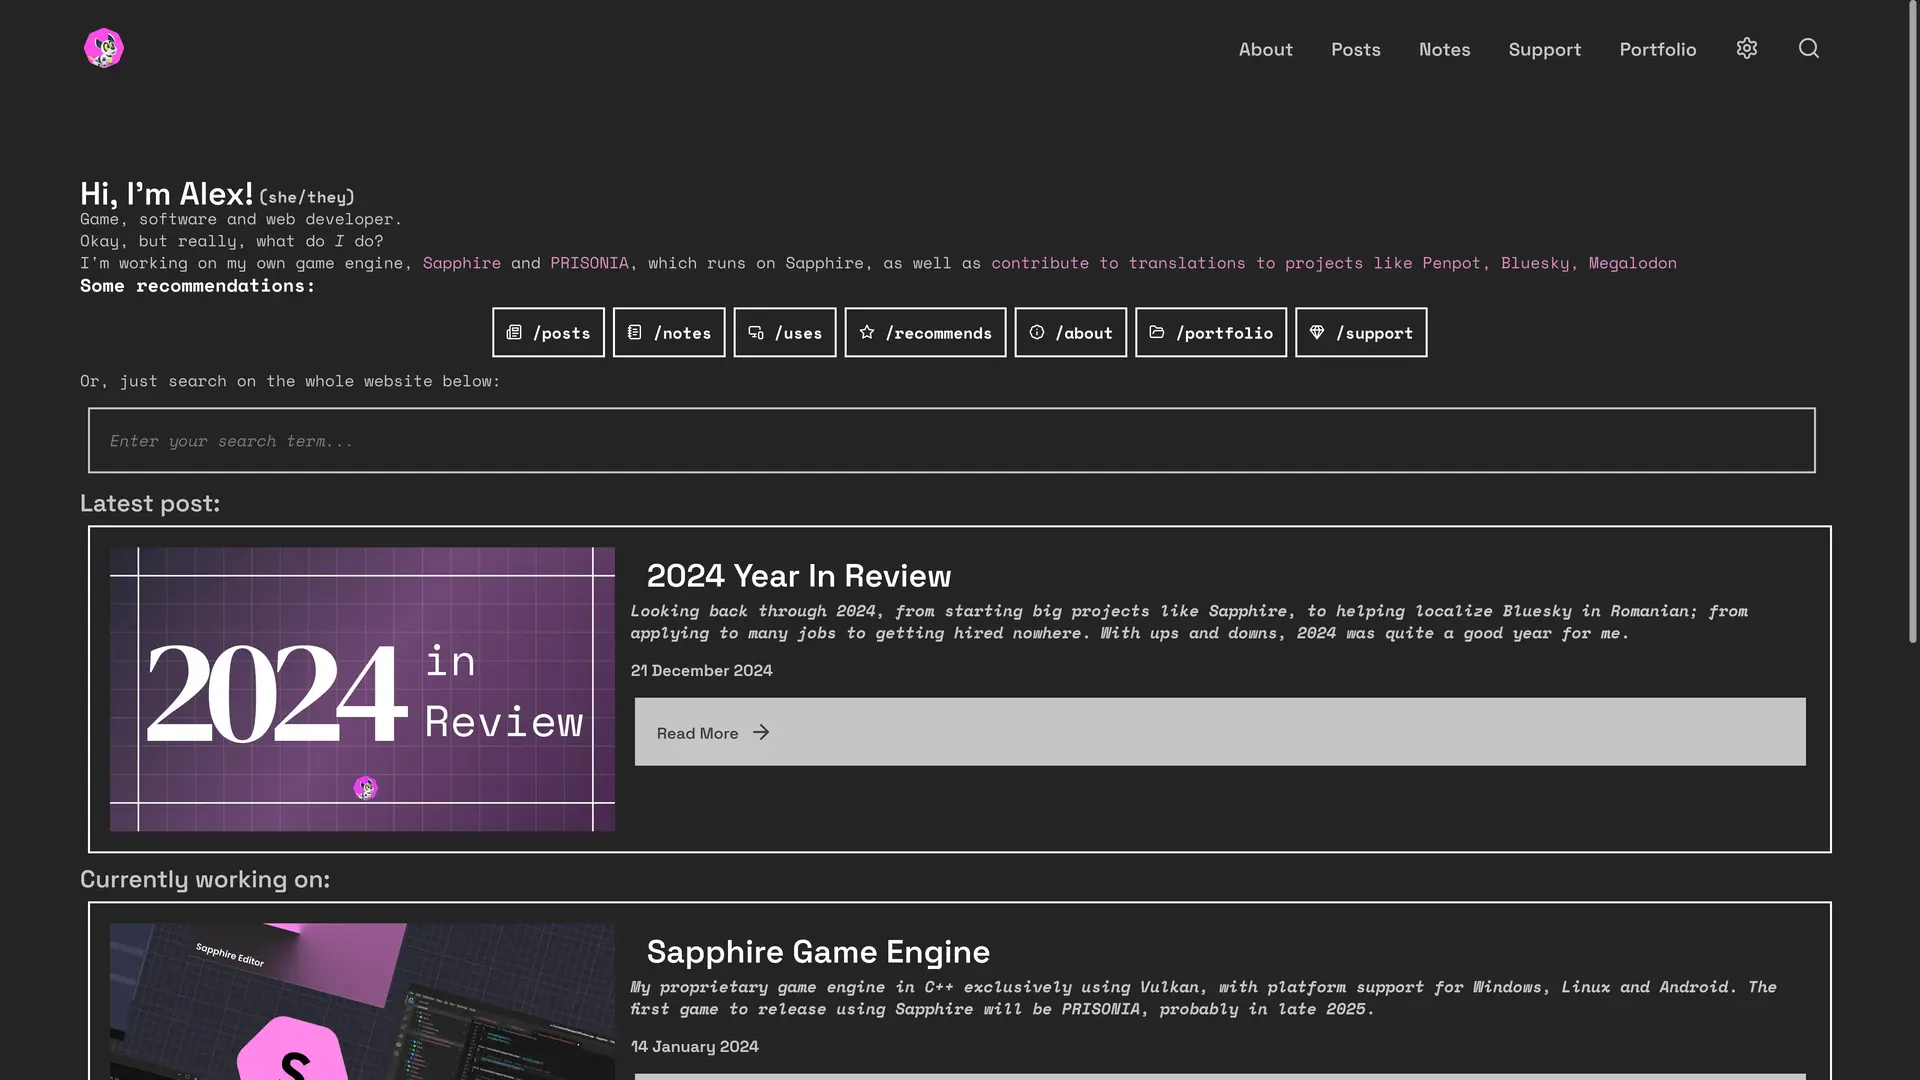 About Posts Notes Support Portfolio
Hi, I'm Alex! (she/they)
Game, software and web developer.
Okay, but really, what do I do?
I'm working on my own game engine, Sapphire and PRISONIA, which runs on Sapphire, as well as contribute to translations to projects like Penpot, Bluesky, Megalodon
Some recommendations:
/posts /notes /uses /recommends /about /portfolio /support
Or, just search on the whole website below:
Enter your search term...
Latest post:
2024 in Review
2024 Year In Review
Looking back through 2024, from starting big projects like Sapphire, to helping localize Bluesky in Romanian; from
applying to many jobs to getting hired nowhere. With ups and downs, 2024 was quite a good year for me.
21 December 2024
Read More
Currently working on:
Sapphire Editor
S
Sapphire Game Engine
My proprietary game engine in C++ exclusively using Vulkan, with platform support for Windows, Linux and Android. The
first game to release using Sapphire will be PRISONIA, probably in late 2025.
14 January 2024